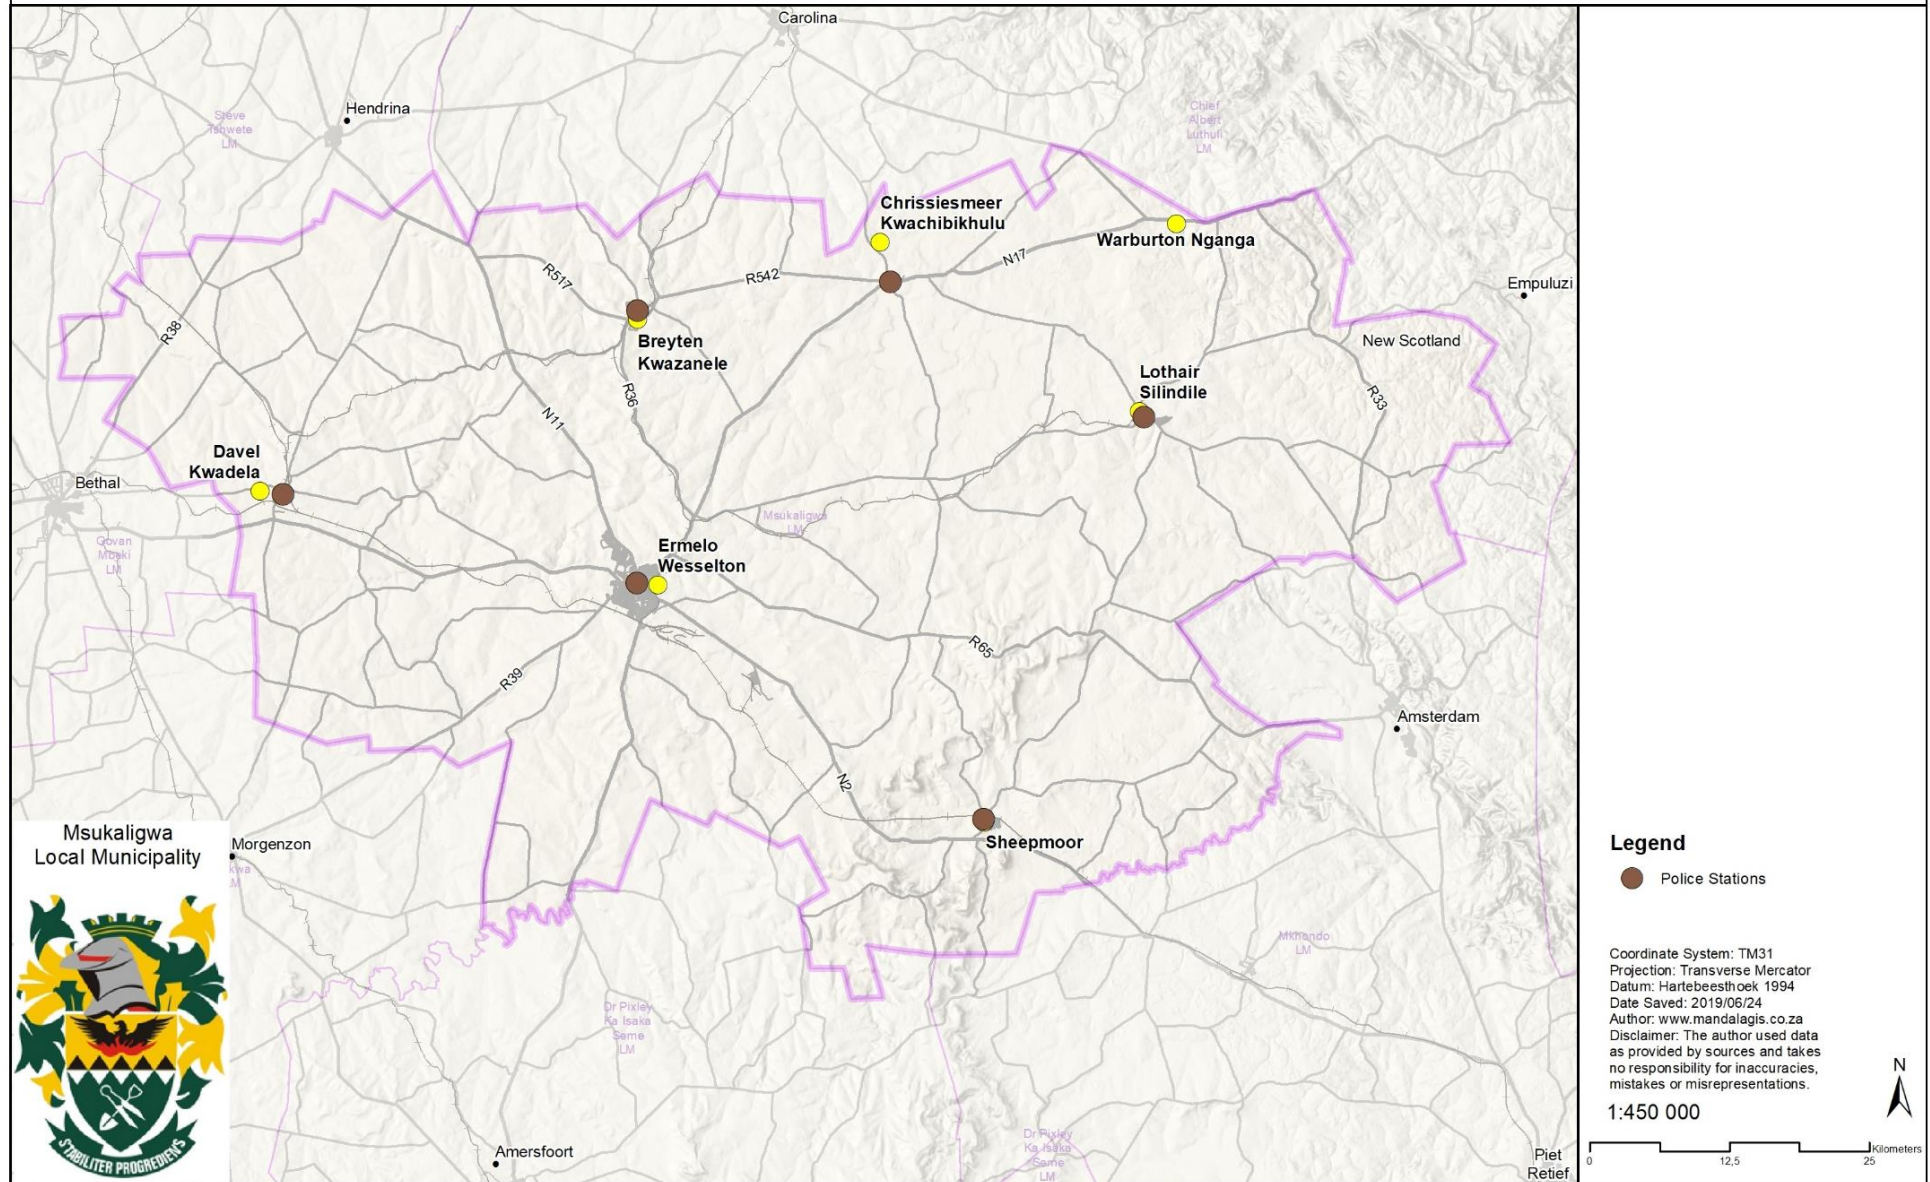 Carolina
Hendrina
Steve
Tshwete
LM
Chief
Albert
Luthuli
LM
Chrissiesmeer
Kwachibikhulu
Warburton Nganga
N17
R517
R542
Empuluzi
R38
Breyten
Kwazanele
New Scotland
Lothair
Silindile
R36
R33
N11
Davel
Kwadela
Bethal
Msukaligwa
LM
Govan
Mbeki
LM
Ermelo
Wesselton
R65
R39
Amsterdam
N2
Sheepmoor
Msukaligwa
Local Municipality
Morgenzon
kwa
LM
Mkhondo
LM
Dr Pixley
Ka Isaka
Seme
LM
Dr Pixley
Ka Isaka
Seme
LM
Amersfoort
Piet
Retief
STABILITER PROGREDIENS
Legend
Police Stations
Coordinate System: TM31
Projection: Transverse Mercator
Datum: Hartebeesthoek 1994
Date Saved: 2019/06/24
Author: www.mandalagis.co.za
Disclaimer: The author used data
as provided by sources and takes
no responsibility for inaccuracies,
mistakes or misrepresentations.
N
1:450 000
Kilometers
0 12,5 25